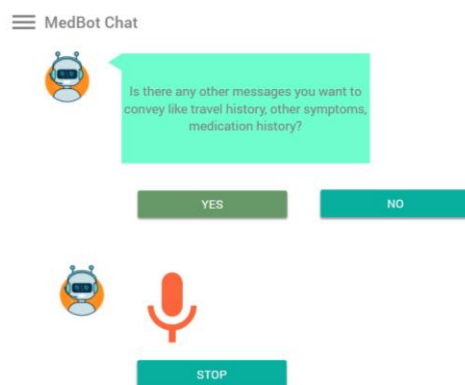 MedBot Chat
Is there any other messages you want to
convey like travel history, other symptoms,
medication history?
YES
NO
STOP